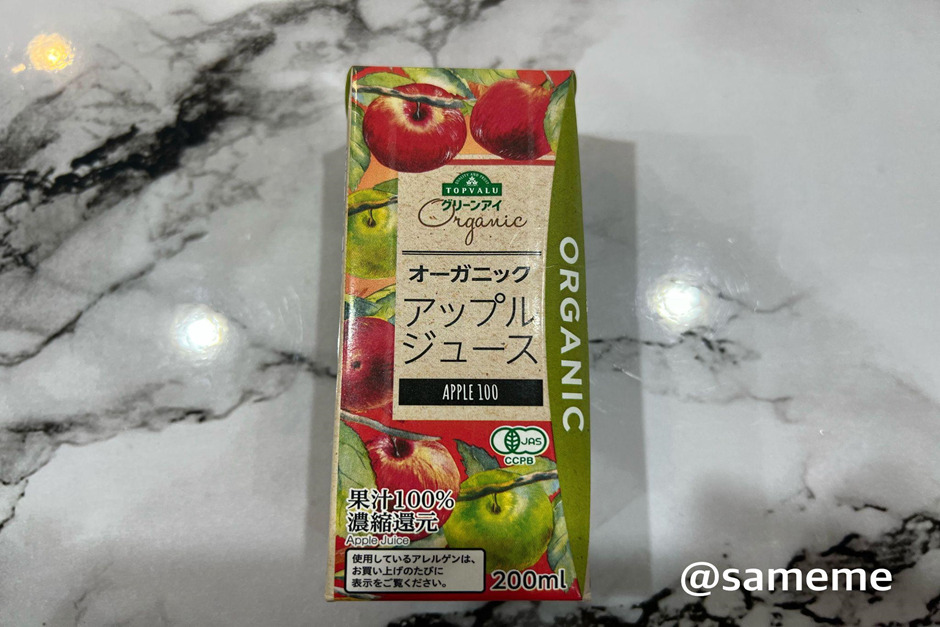 QUALITY AND TRUST
TOPVALU
グリーンアイ
Organic
オーガニック
アップル
ジュース
APPLE 100
ORGANIC
JAS
CCPB
果汁100%
濃縮還元
Apple Juice
使用しているアレルゲンは、
お買い上げのたびに
表示をご覧ください。
200ml
@sameme